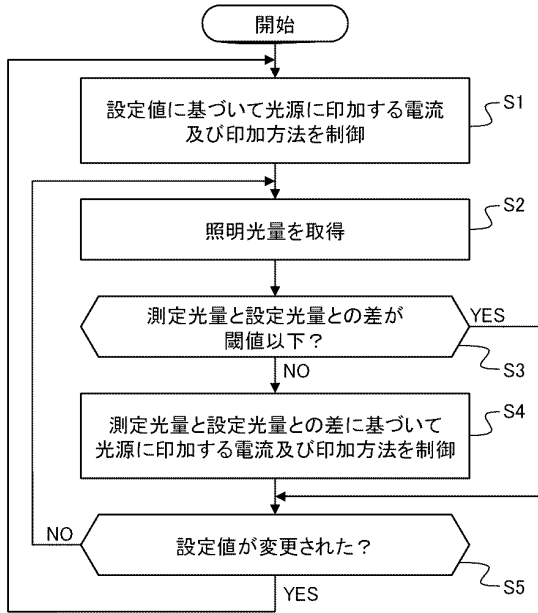 開始
設定値に基づいて光源に印加する電流
及び印加方法を制御
S1
照明光量を取得
S2
測定光量と設定光量との差が
閾値以下？
YES
S3
NO
測定光量と設定光量との差に基づいて
光源に印加する電流及び印加方法を制御
S4
NO
設定値が変更された？
S5
YES